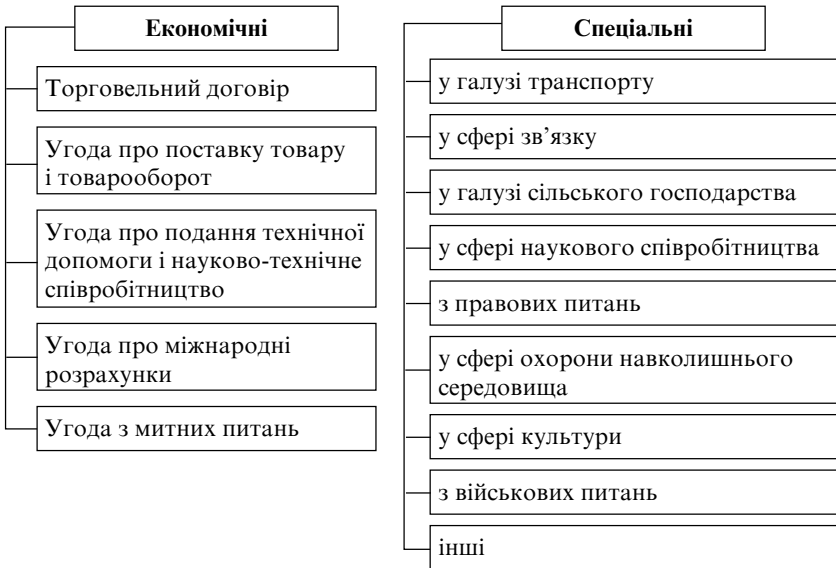 Економічні
Торговельний договір
Угода про поставку товару
і товарооборот
Угода про подання технічної
допомоги і науково-технічне
співробітництво
Угода про міжнародні
розрахунки
Угода з митних питань
Спеціальні
у галузі транспорту
у сфері зв'язку
у галузі сільського господарства
у сфері наукового співробітництва
з правових питань
у сфері охорони навколишнього
середовища
у сфері культури
з військових питань
інші